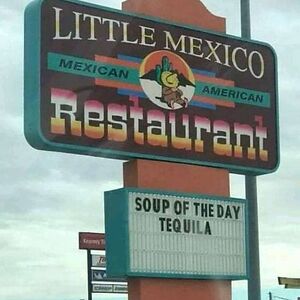 LITTLE MEXICO
MEXICAN AMERICAN
Restaurant
SOUP OF THE DAY
TEQUILA